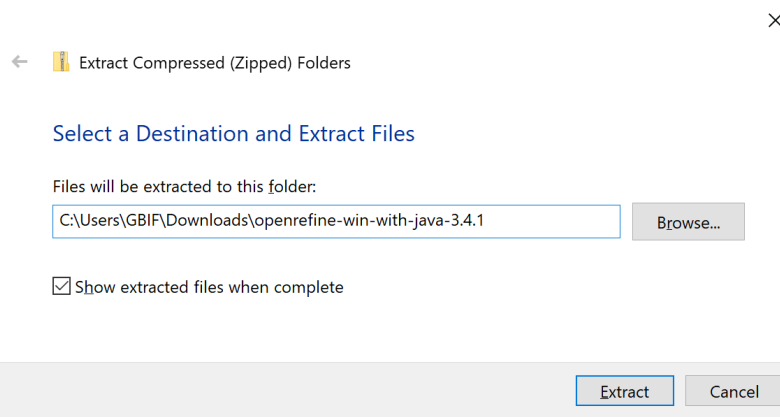 Extract Compressed (Zipped) Folders
Select a Destination and Extract Files
Files will be extracted to this folder:
C:\Users\GBIF\Downloads\openrefine-win-with-java-3.4.1
Browse...
Show extracted files when complete
Extract
Cancel